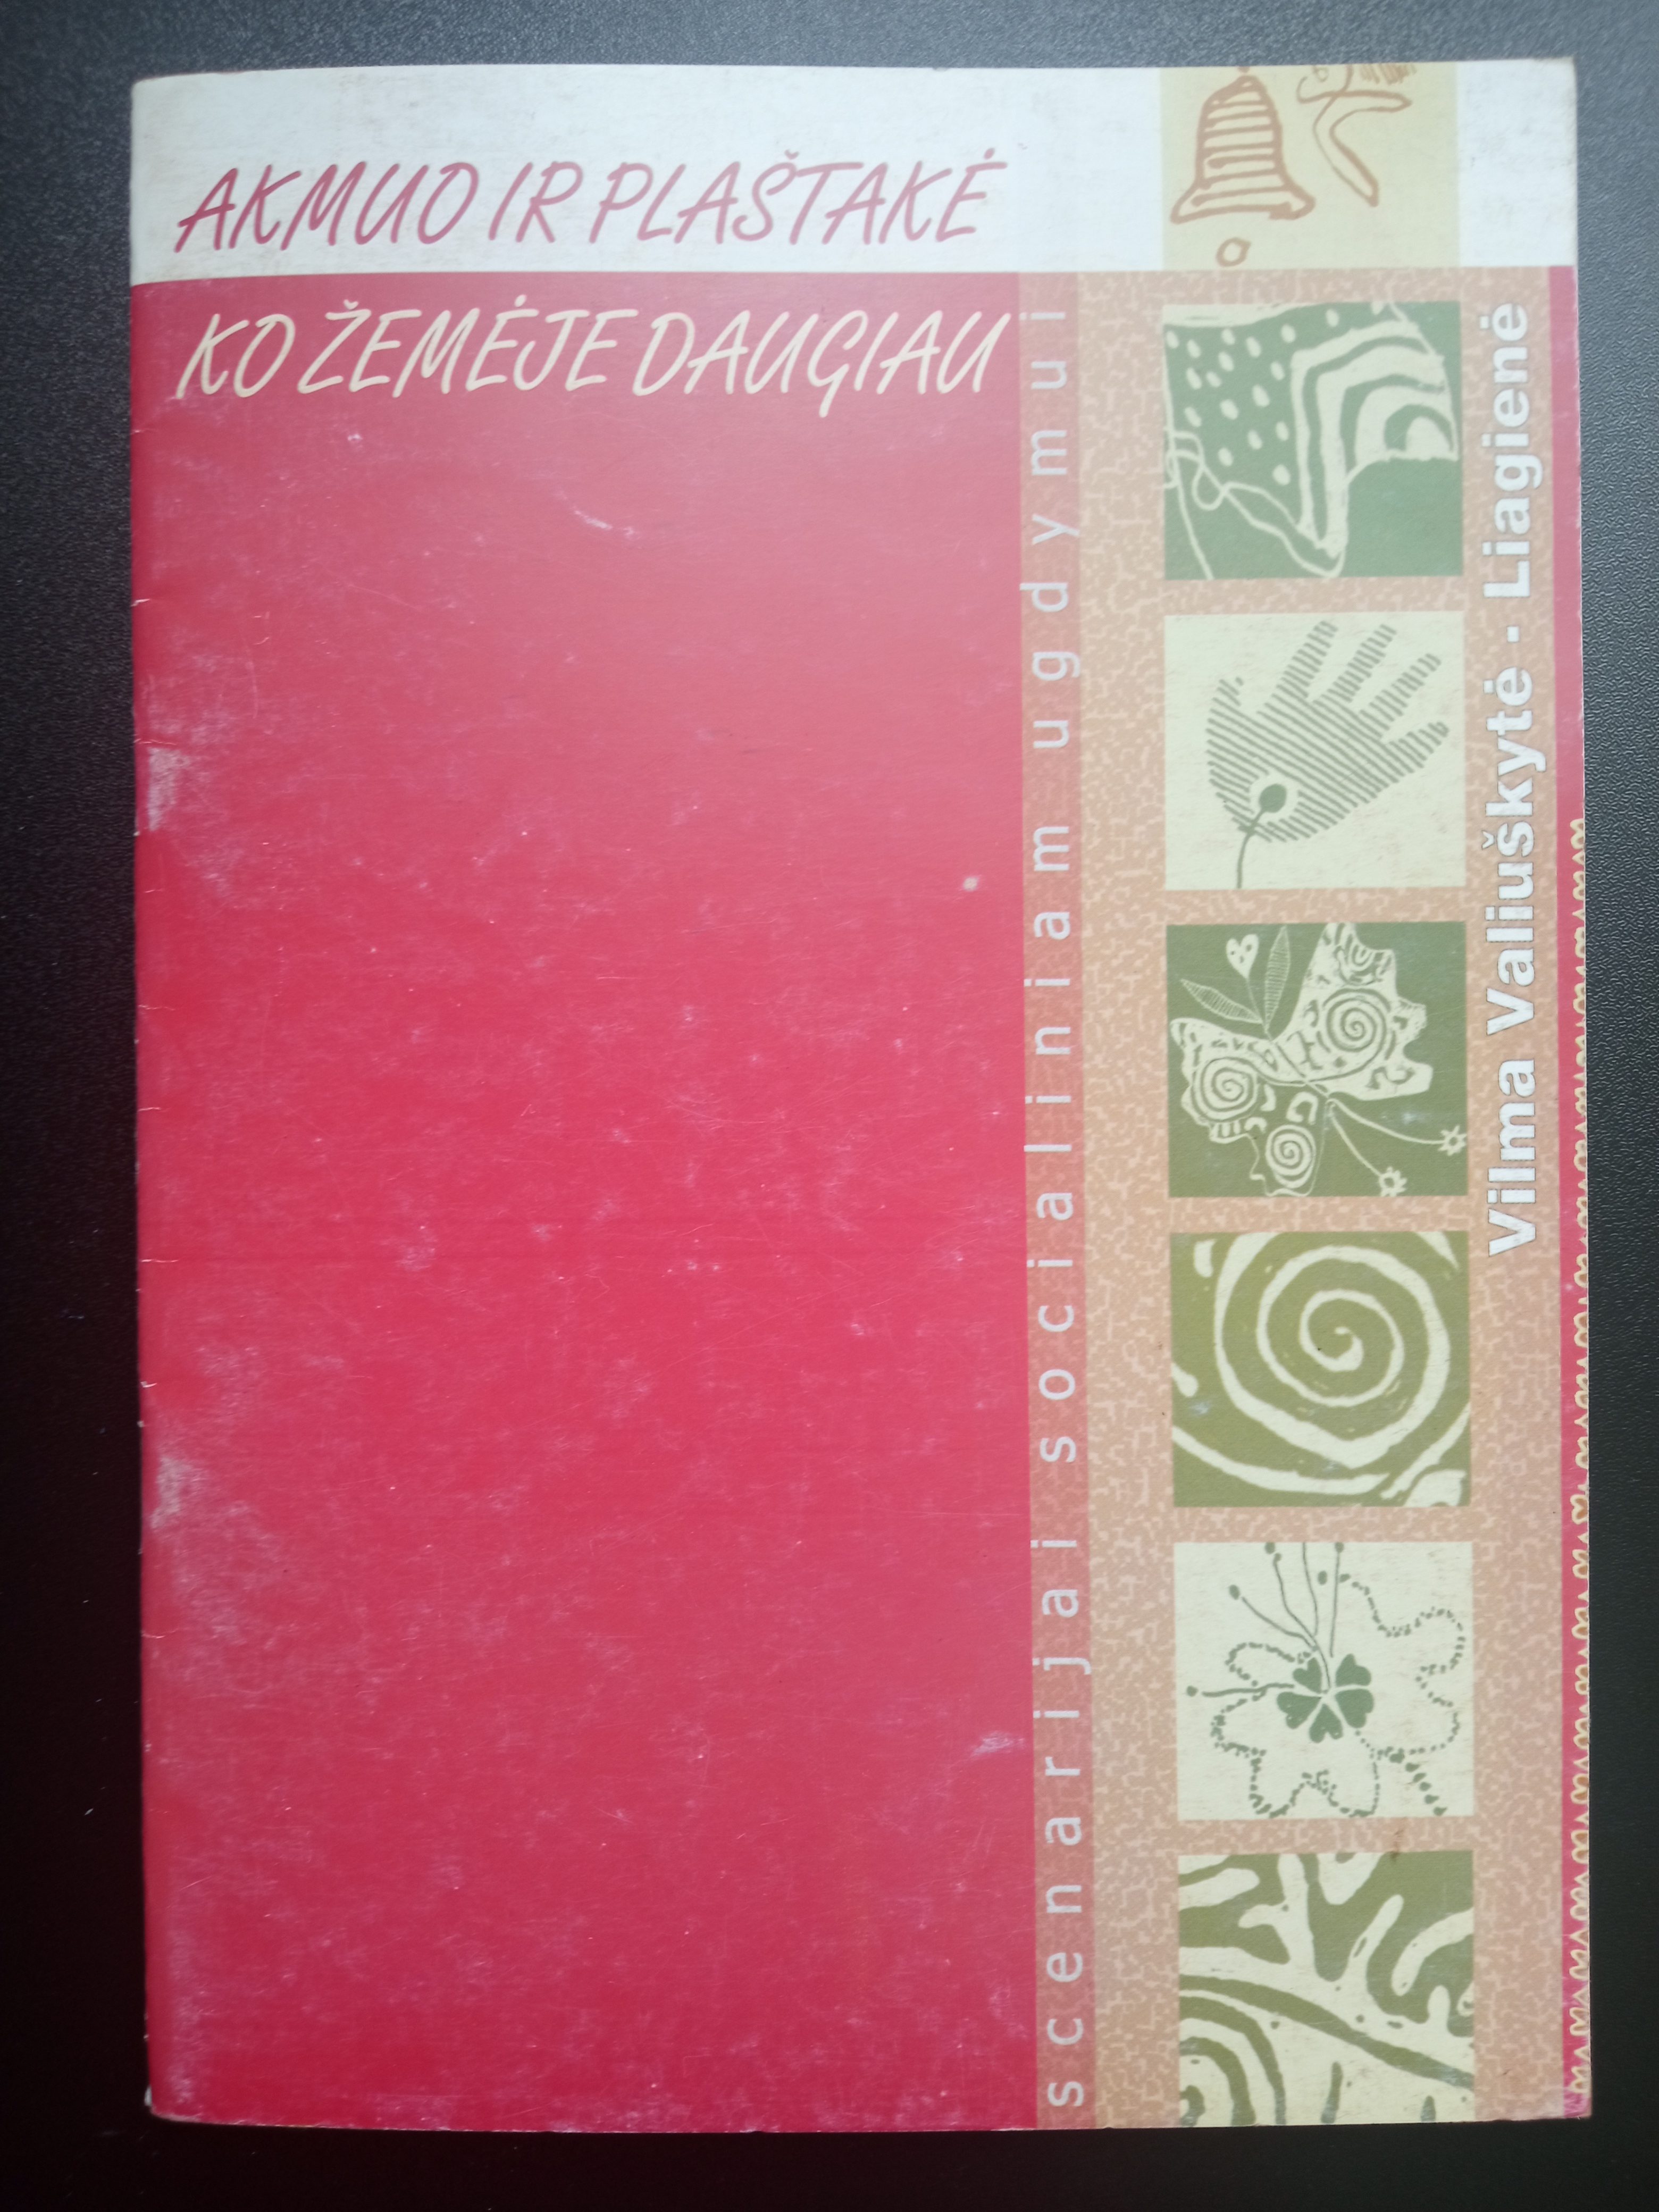 AKMUO IR PLAŠTAKĖ
KO ŽEMĖJE DAUGIAU
scenarijai socialiniam ugdymui
Vilma Valiuškytė - Liagienė